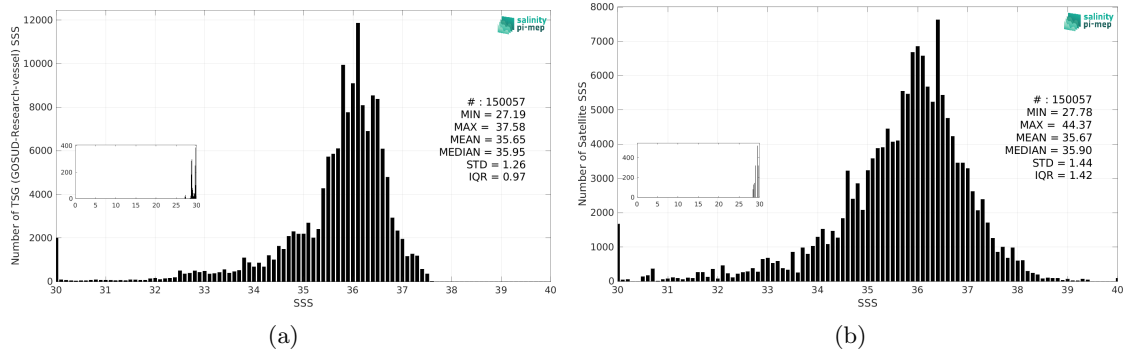 12000
10000
8000
6000
4000
2000
0
Number of TSG (GOSUD-Research-vessel) SSS
salinity
pi-mep
# : 150057
MIN = 27.19
MAX = 37.58
MEAN = 35.65
MEDIAN = 35.95
STD = 1.26
IQR = 0.97
400
200
0
0 5 10 15 20 25 30
30 31 32 33 34 35 36 37 38 39 40
SSS
(a)
8000
7000
6000
5000
4000
3000
2000
1000
0
Number of Satellite SSS
salinity
pi-mep
# : 150057
MIN = 27.78
MAX = 44.37
MEAN = 35.67
MEDIAN = 35.90
STD = 1.44
IQR = 1.42
400
200
0
0 5 10 15 20 25 30
30 31 32 33 34 35 36 37 38 39 40
SSS
(b)